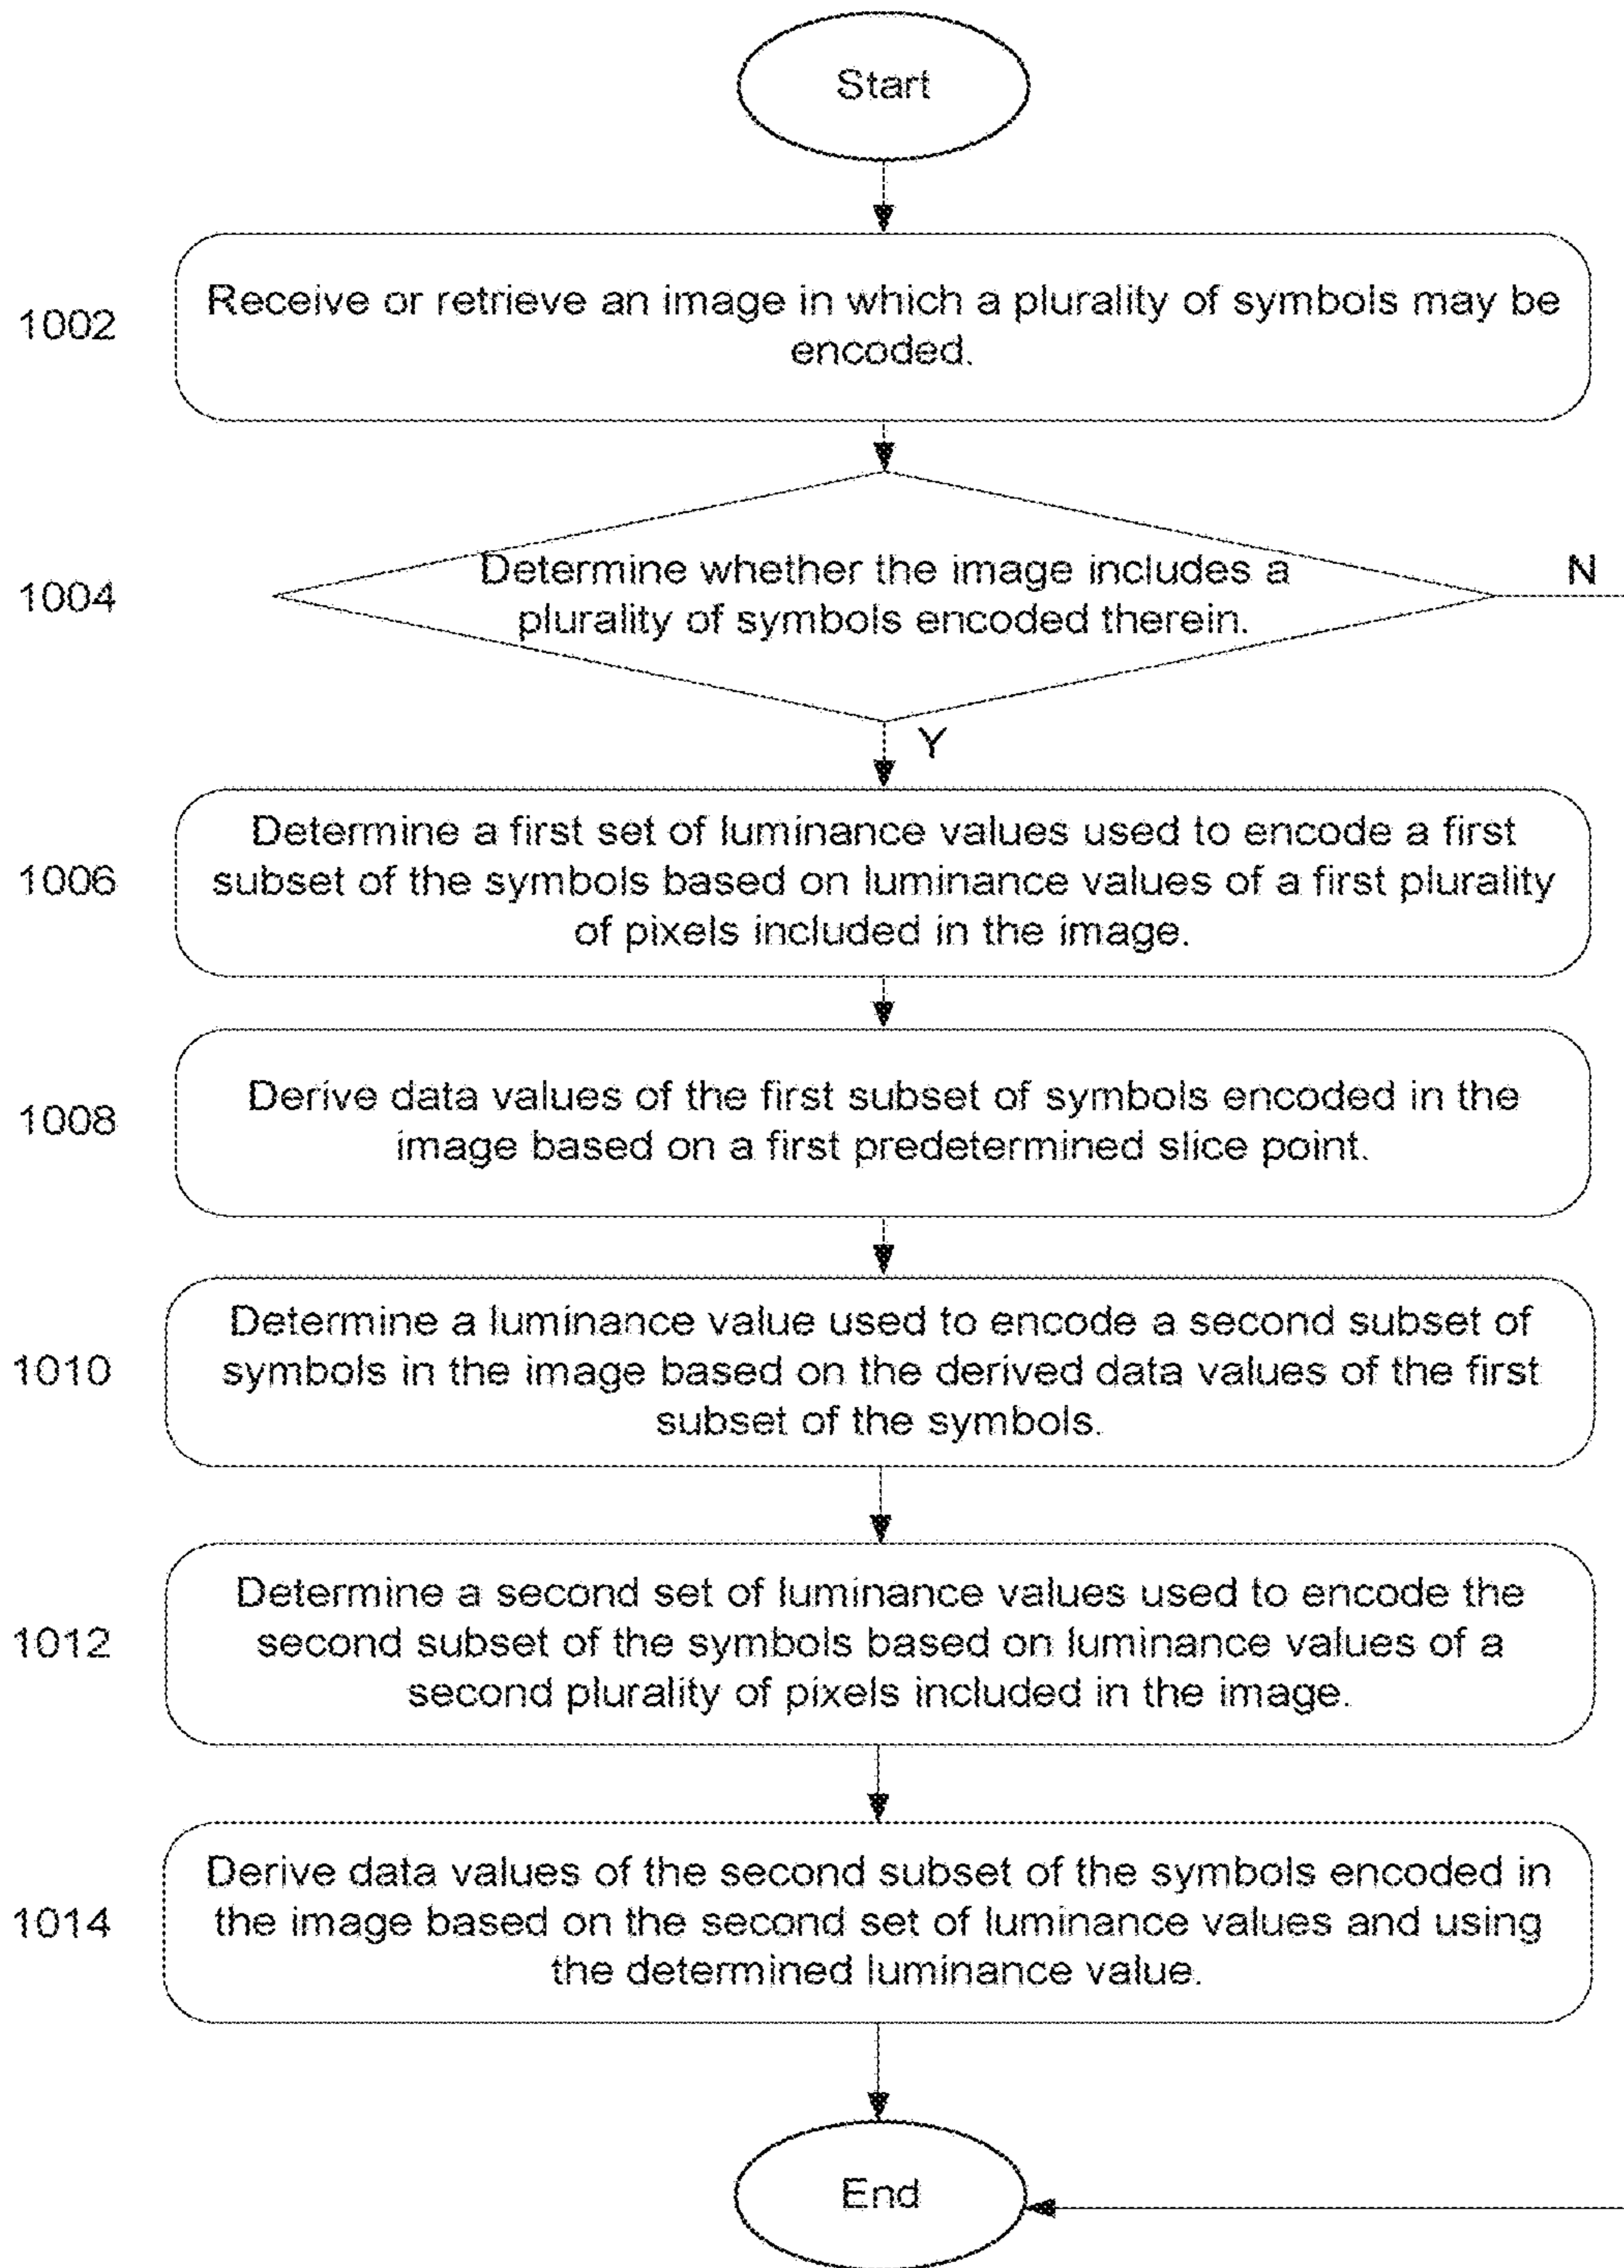 Start
1002
Receive or retrieve an image in which a plurality of symbols may be
encoded.
1004
Determine whether the image includes a
plurality of symbols encoded therein.
N
Y
1006
Determine a first set of luminance values used to encode a first
subset of the symbols based on luminance values of a first plurality
of pixels included in the image.
1008
Derive data values of the first subset of symbols encoded in the
image based on a first predetermined slice point.
1010
Determine a luminance value used to encode a second subset of
symbols in the image based on the derived data values of the first
subset of the symbols.
1012
Determine a second set of luminance values used to encode the
second subset of the symbols based on luminance values of a
second plurality of pixels included in the image.
1014
Derive data values of the second subset of the symbols encoded in
the image based on the second set of luminance values and using
the determined luminance value.
End